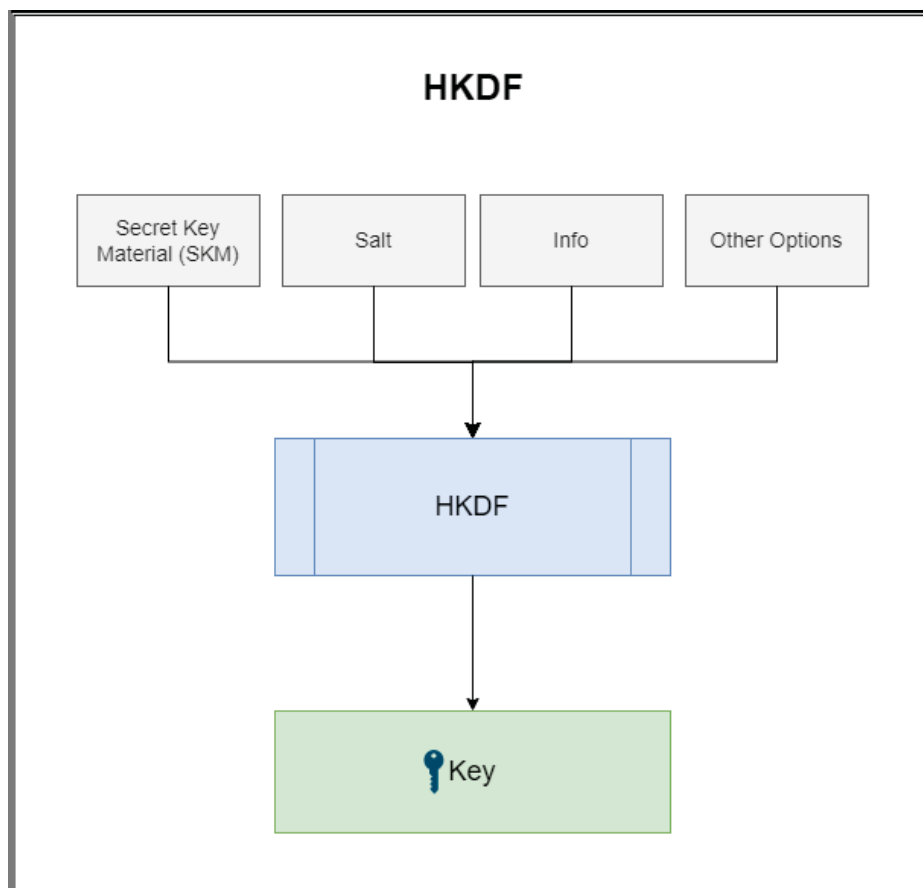 HKDF
Secret Key
Material (SKM)
Salt
Info
Other Options
HKDF
Key